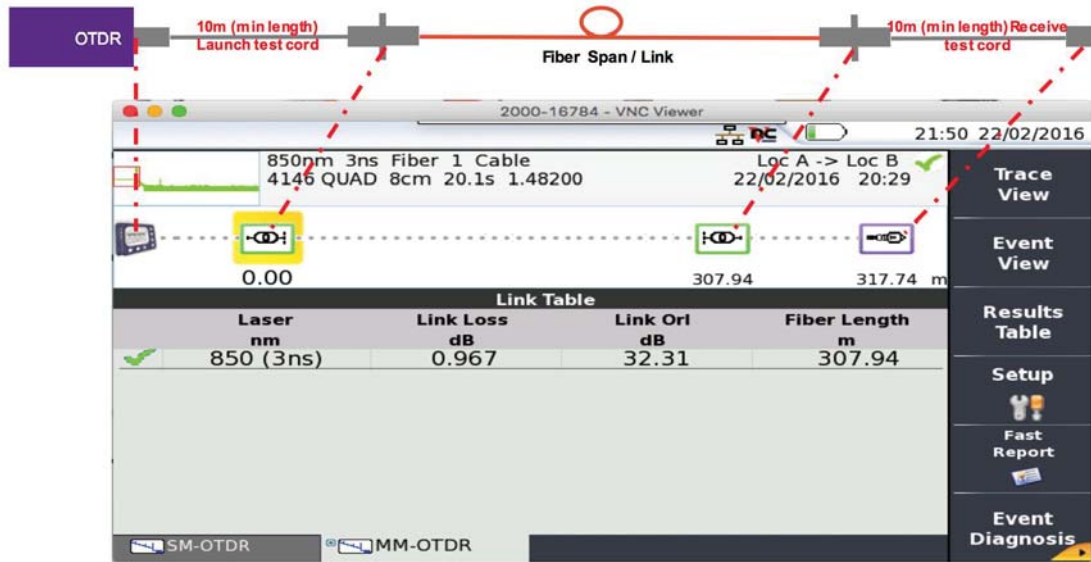 OTDR
10m (min length)
Launch test cord
Fiber Span / Link
10m (min length) Receive
test cord
2000-16784 - VNC Viewer
21:50 22/02/2016
850nm 3ns Fiber 1 Cable
Loc A -> Loc B
4146 QUAD 8cm 20.1s 1.48200
22/02/2016 20:29
0.00
307.94
317.74 m
Link Table
Laser
Link Loss
Link Orl
Fiber Length
nm
dB
dB
m
850 (3ns)
0.967
32.31
307.94
Trace
View
Event
View
Results
Table
Setup
Fast
Report
Event
Diagnosis
SM-OTDR
MM-OTDR